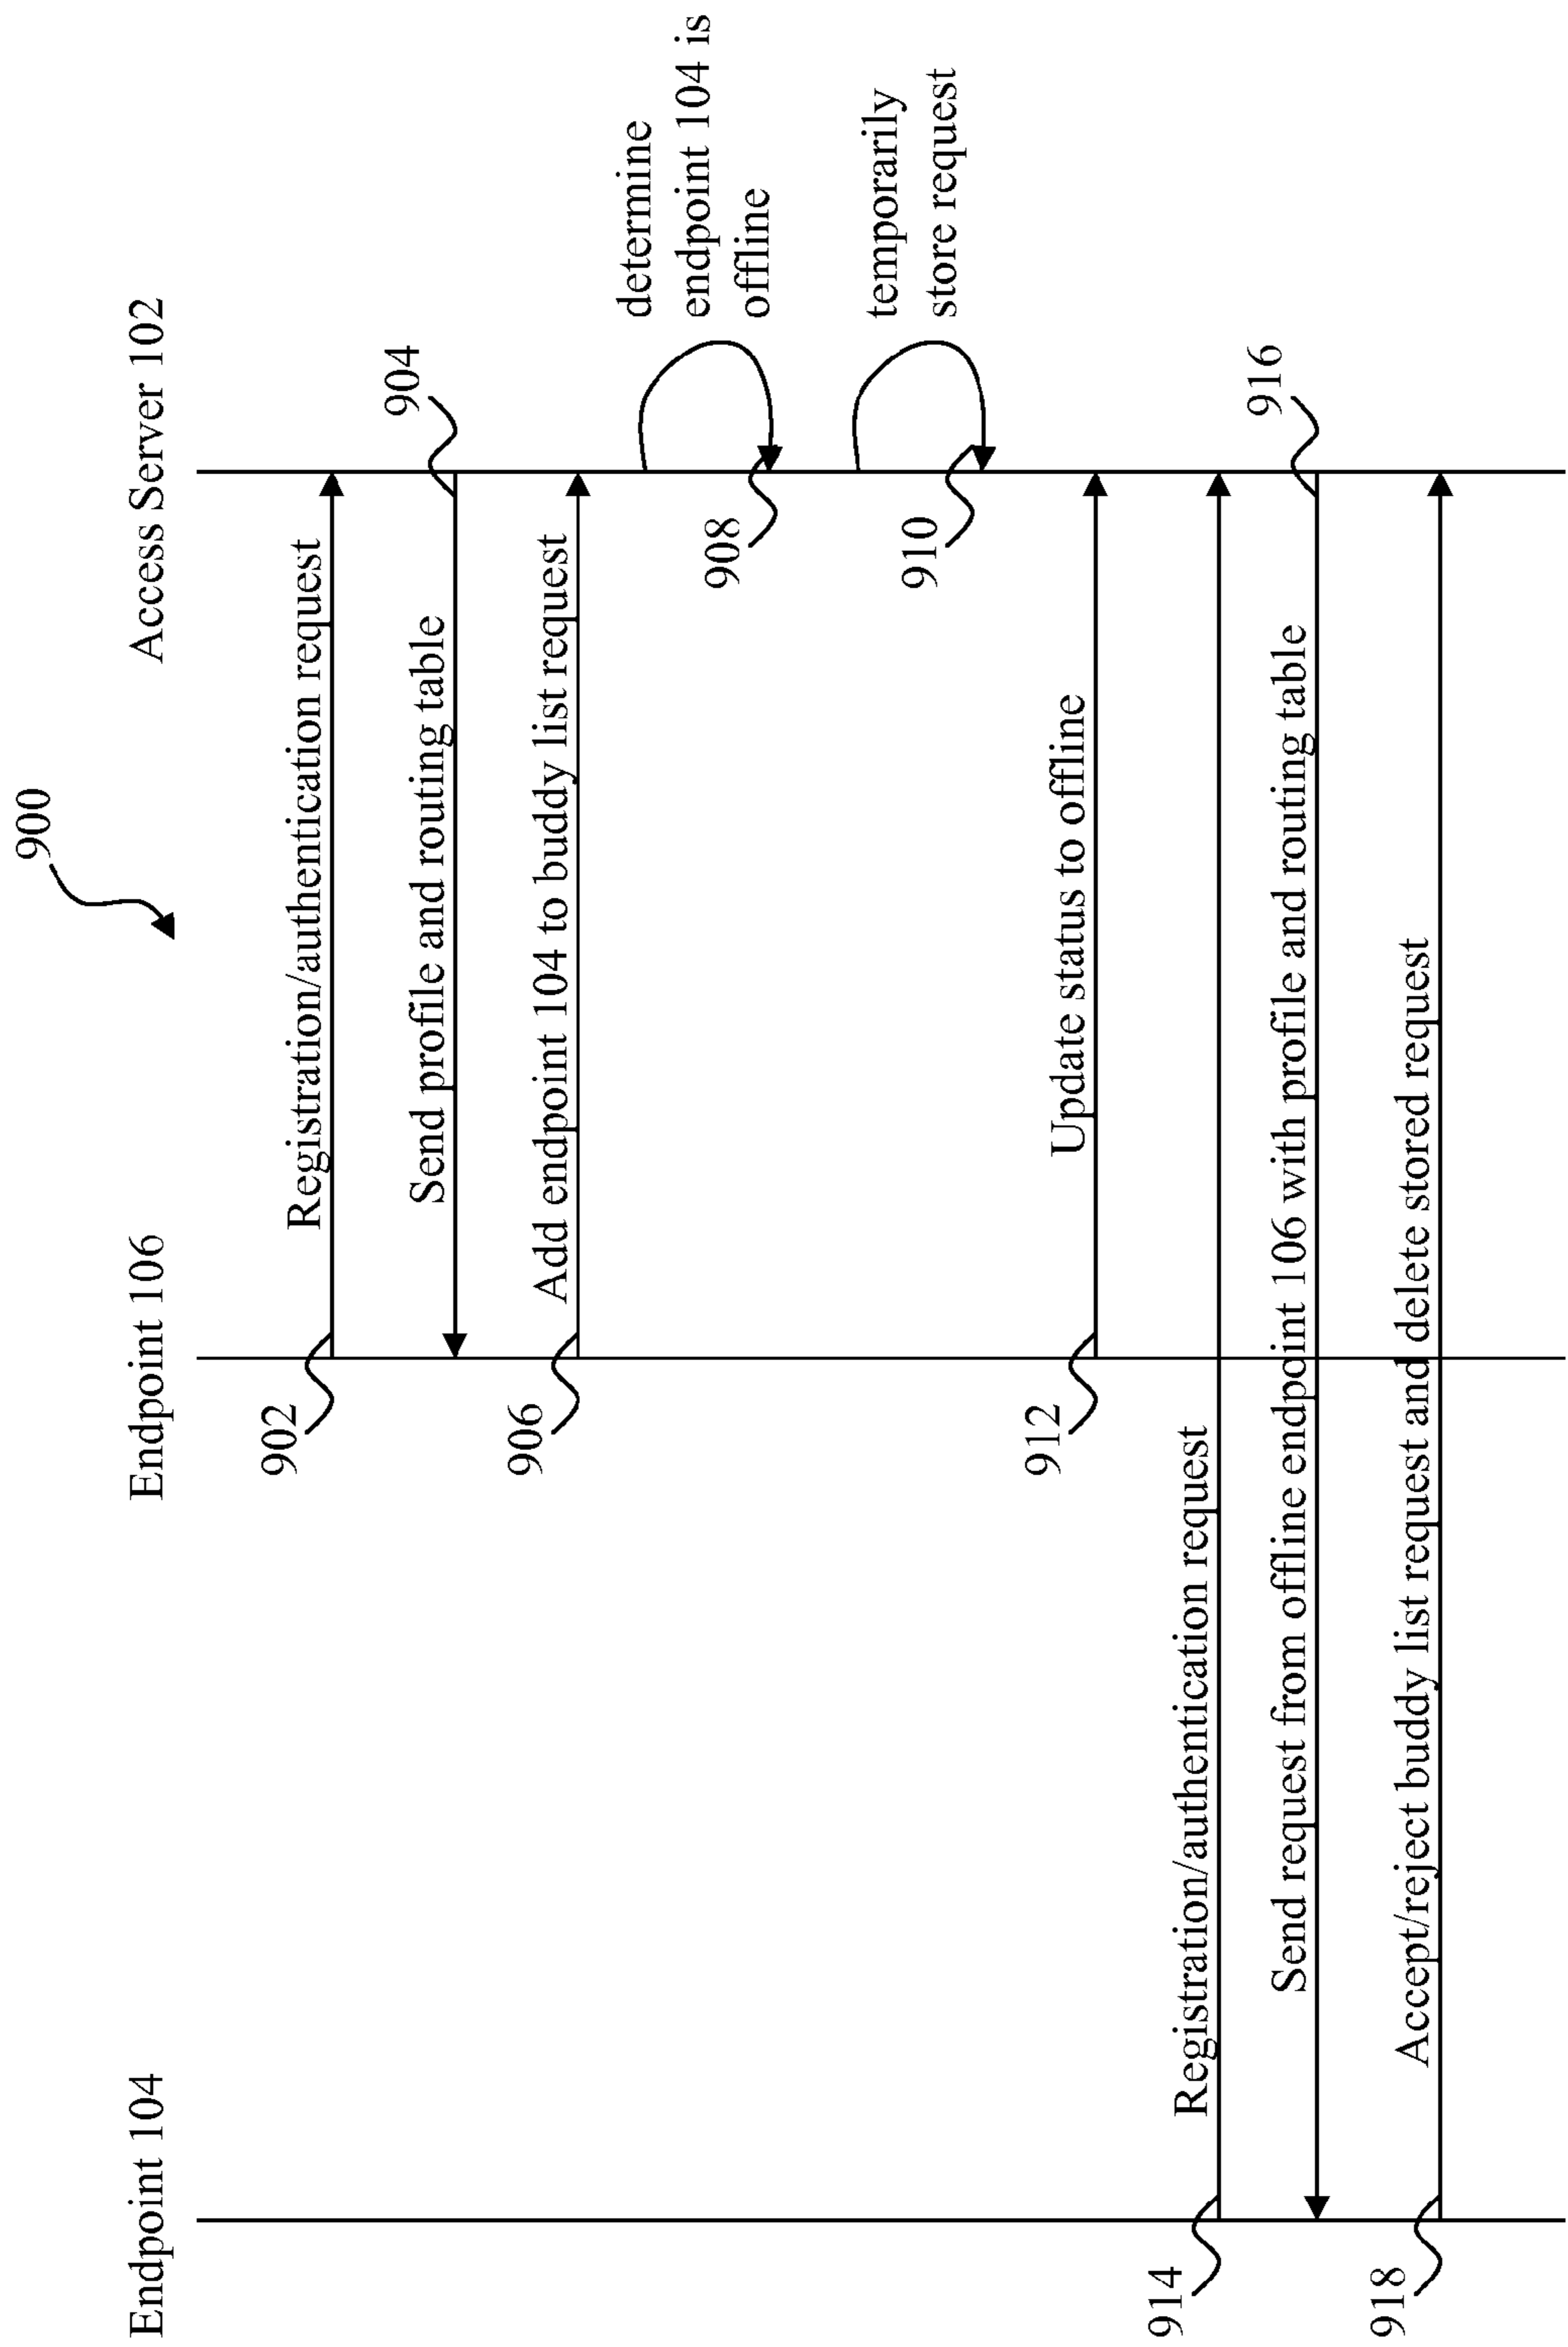 900
Endpoint 104
Endpoint 106
Access Server 102
902
Registration/authentication request
904
Send profile and routing table
906
Add endpoint 104 to buddy list request
determine
endpoint 104 is
offline
908
temporarily
store request
910
912
Update status to offline
914
Registration/authentication request
916
Send request from offline endpoint 106 with profile and routing table
918
Accept/reject buddy list request and delete stored request